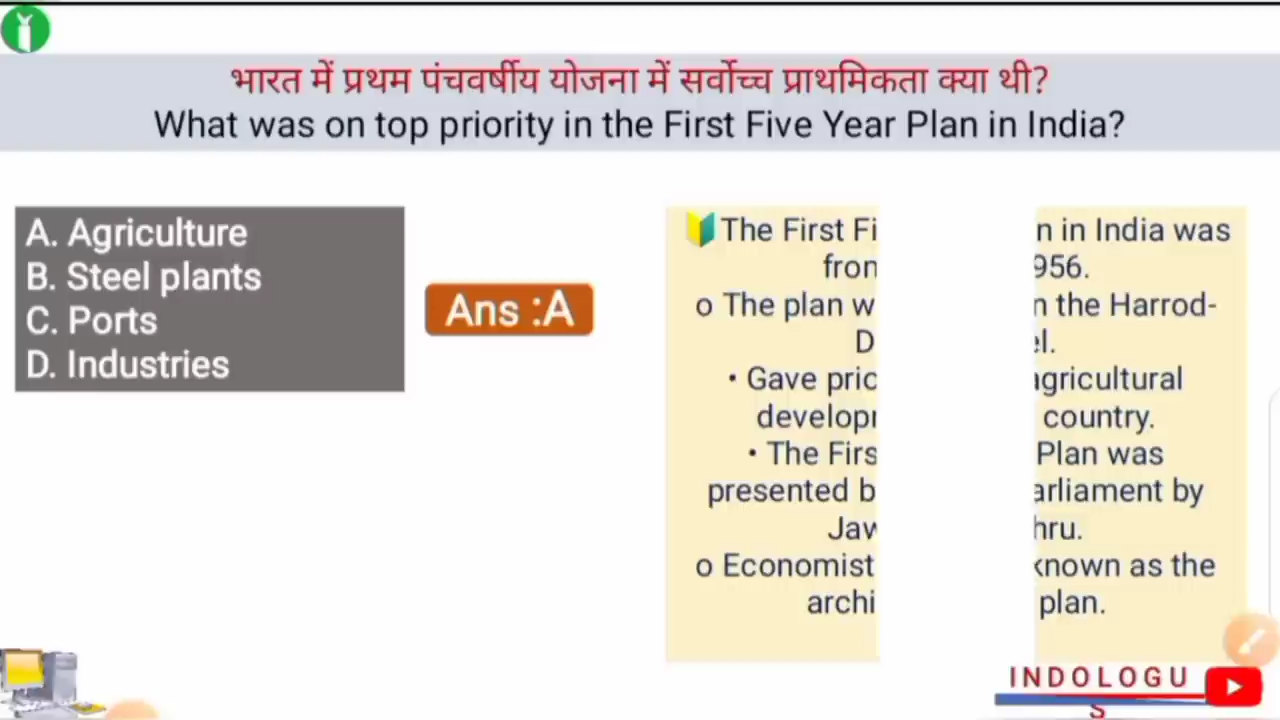 भारत में प्रथम पंचवर्षीय योजना में सर्वोच्च प्राथमिकता क्या थी?
What was on top priority in the First Five Year Plan in India?
A. Agriculture
B. Steel plants
C. Ports
D. Industries
Ans :A
The First Fi n in India was
fron 956.
o The plan w n the Harrod-
D el.
• Gave pric agricultural
develop country.
• The Firs Plan was
presented b arliament by
Jaw hru.
o Economist known as the
archi plan.
INDOLOGU
S